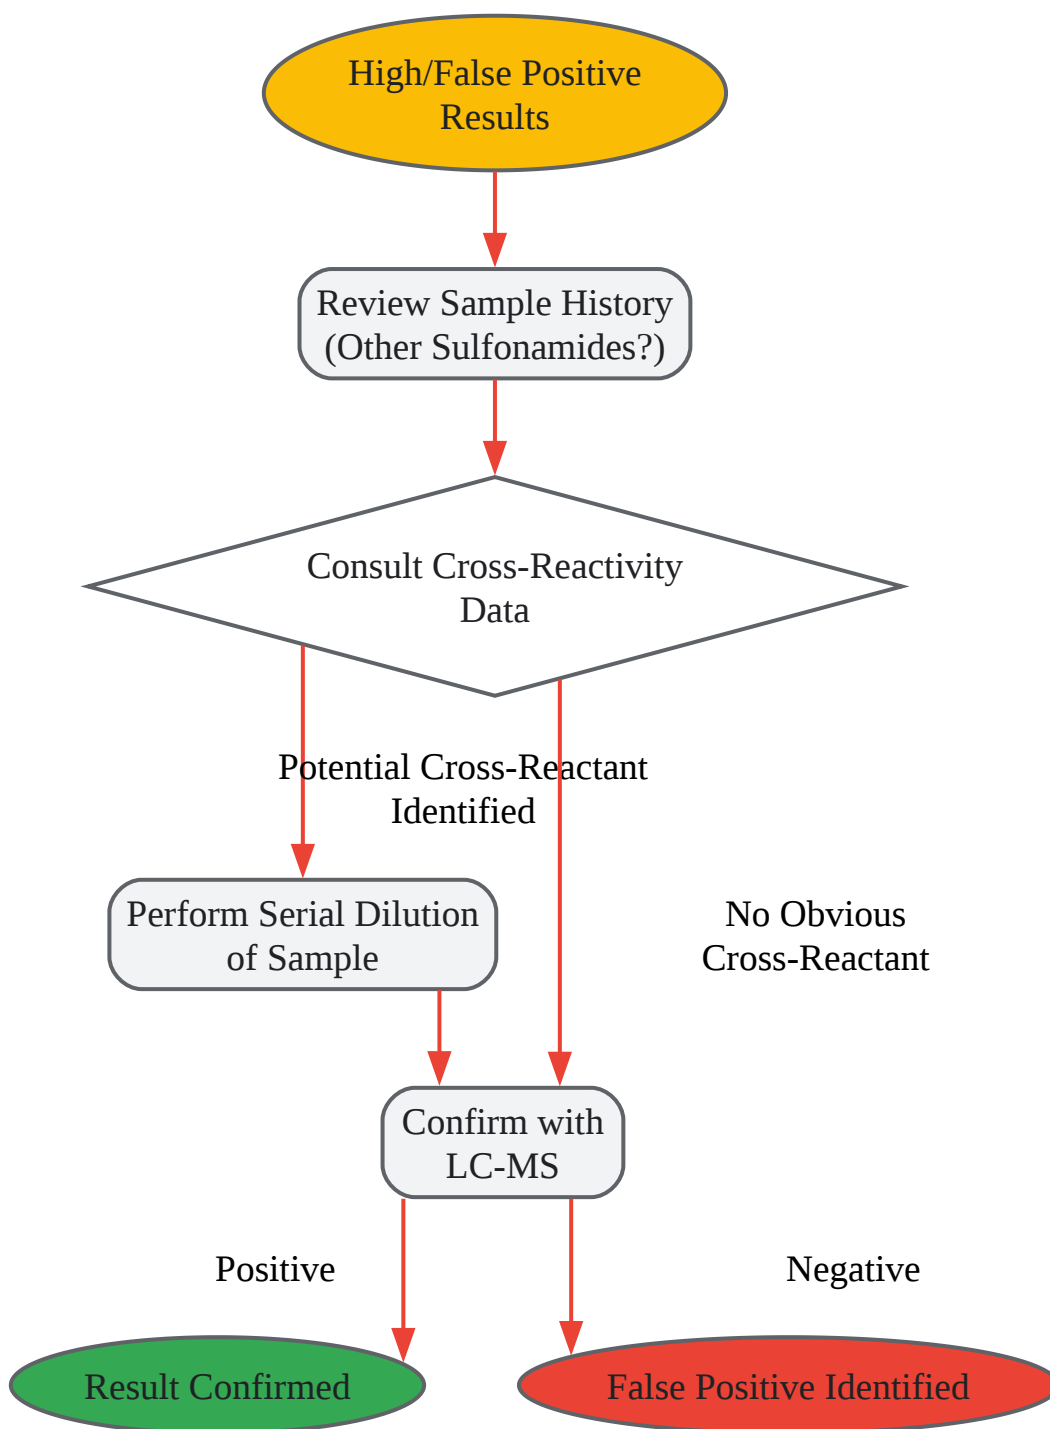 High/False Positive
Results
Review Sample History
(Other Sulfonamides?)
Consult Cross-Reactivity
Data
Potential Cross-Reactant
Identified
Perform Serial Dilution
of Sample
No Obvious
Cross-Reactant
Confirm with
LC-MS
Positive
Negative
Result Confirmed
False Positive Identified